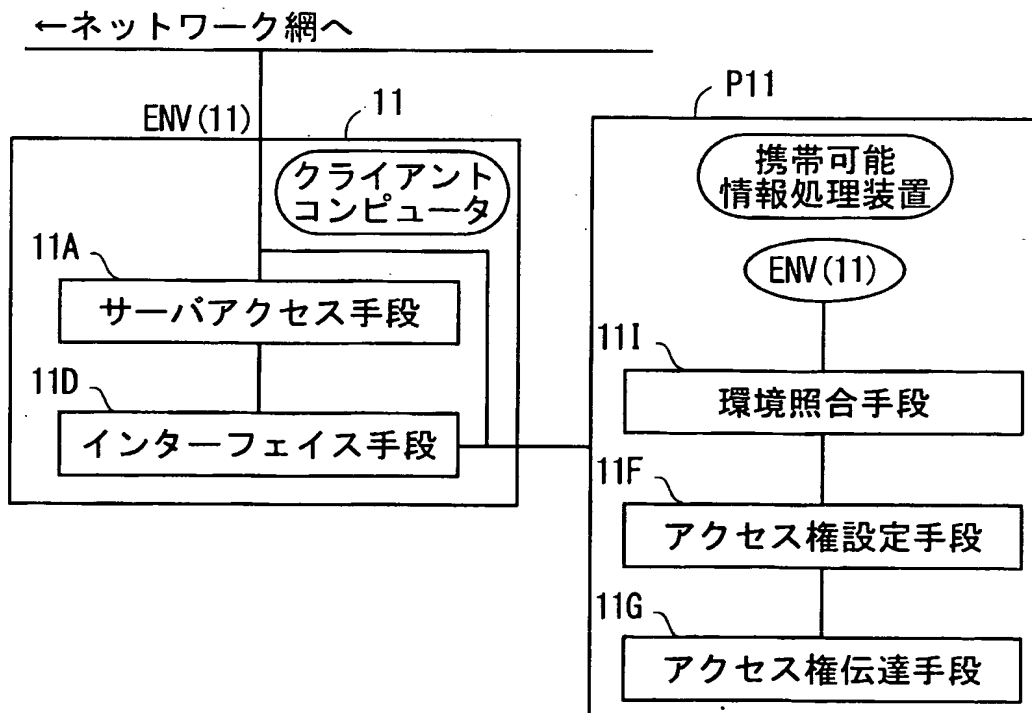 ←ネットワーク網へ
ENV(11)
11
クライアント
コンピュータ
11A
サーバアクセス手段
11D
インターフェイス手段
P11
携帯可能
情報処理装置
ENV(11)
11I
環境照合手段
11F
アクセス権設定手段
11G
アクセス権伝達手段